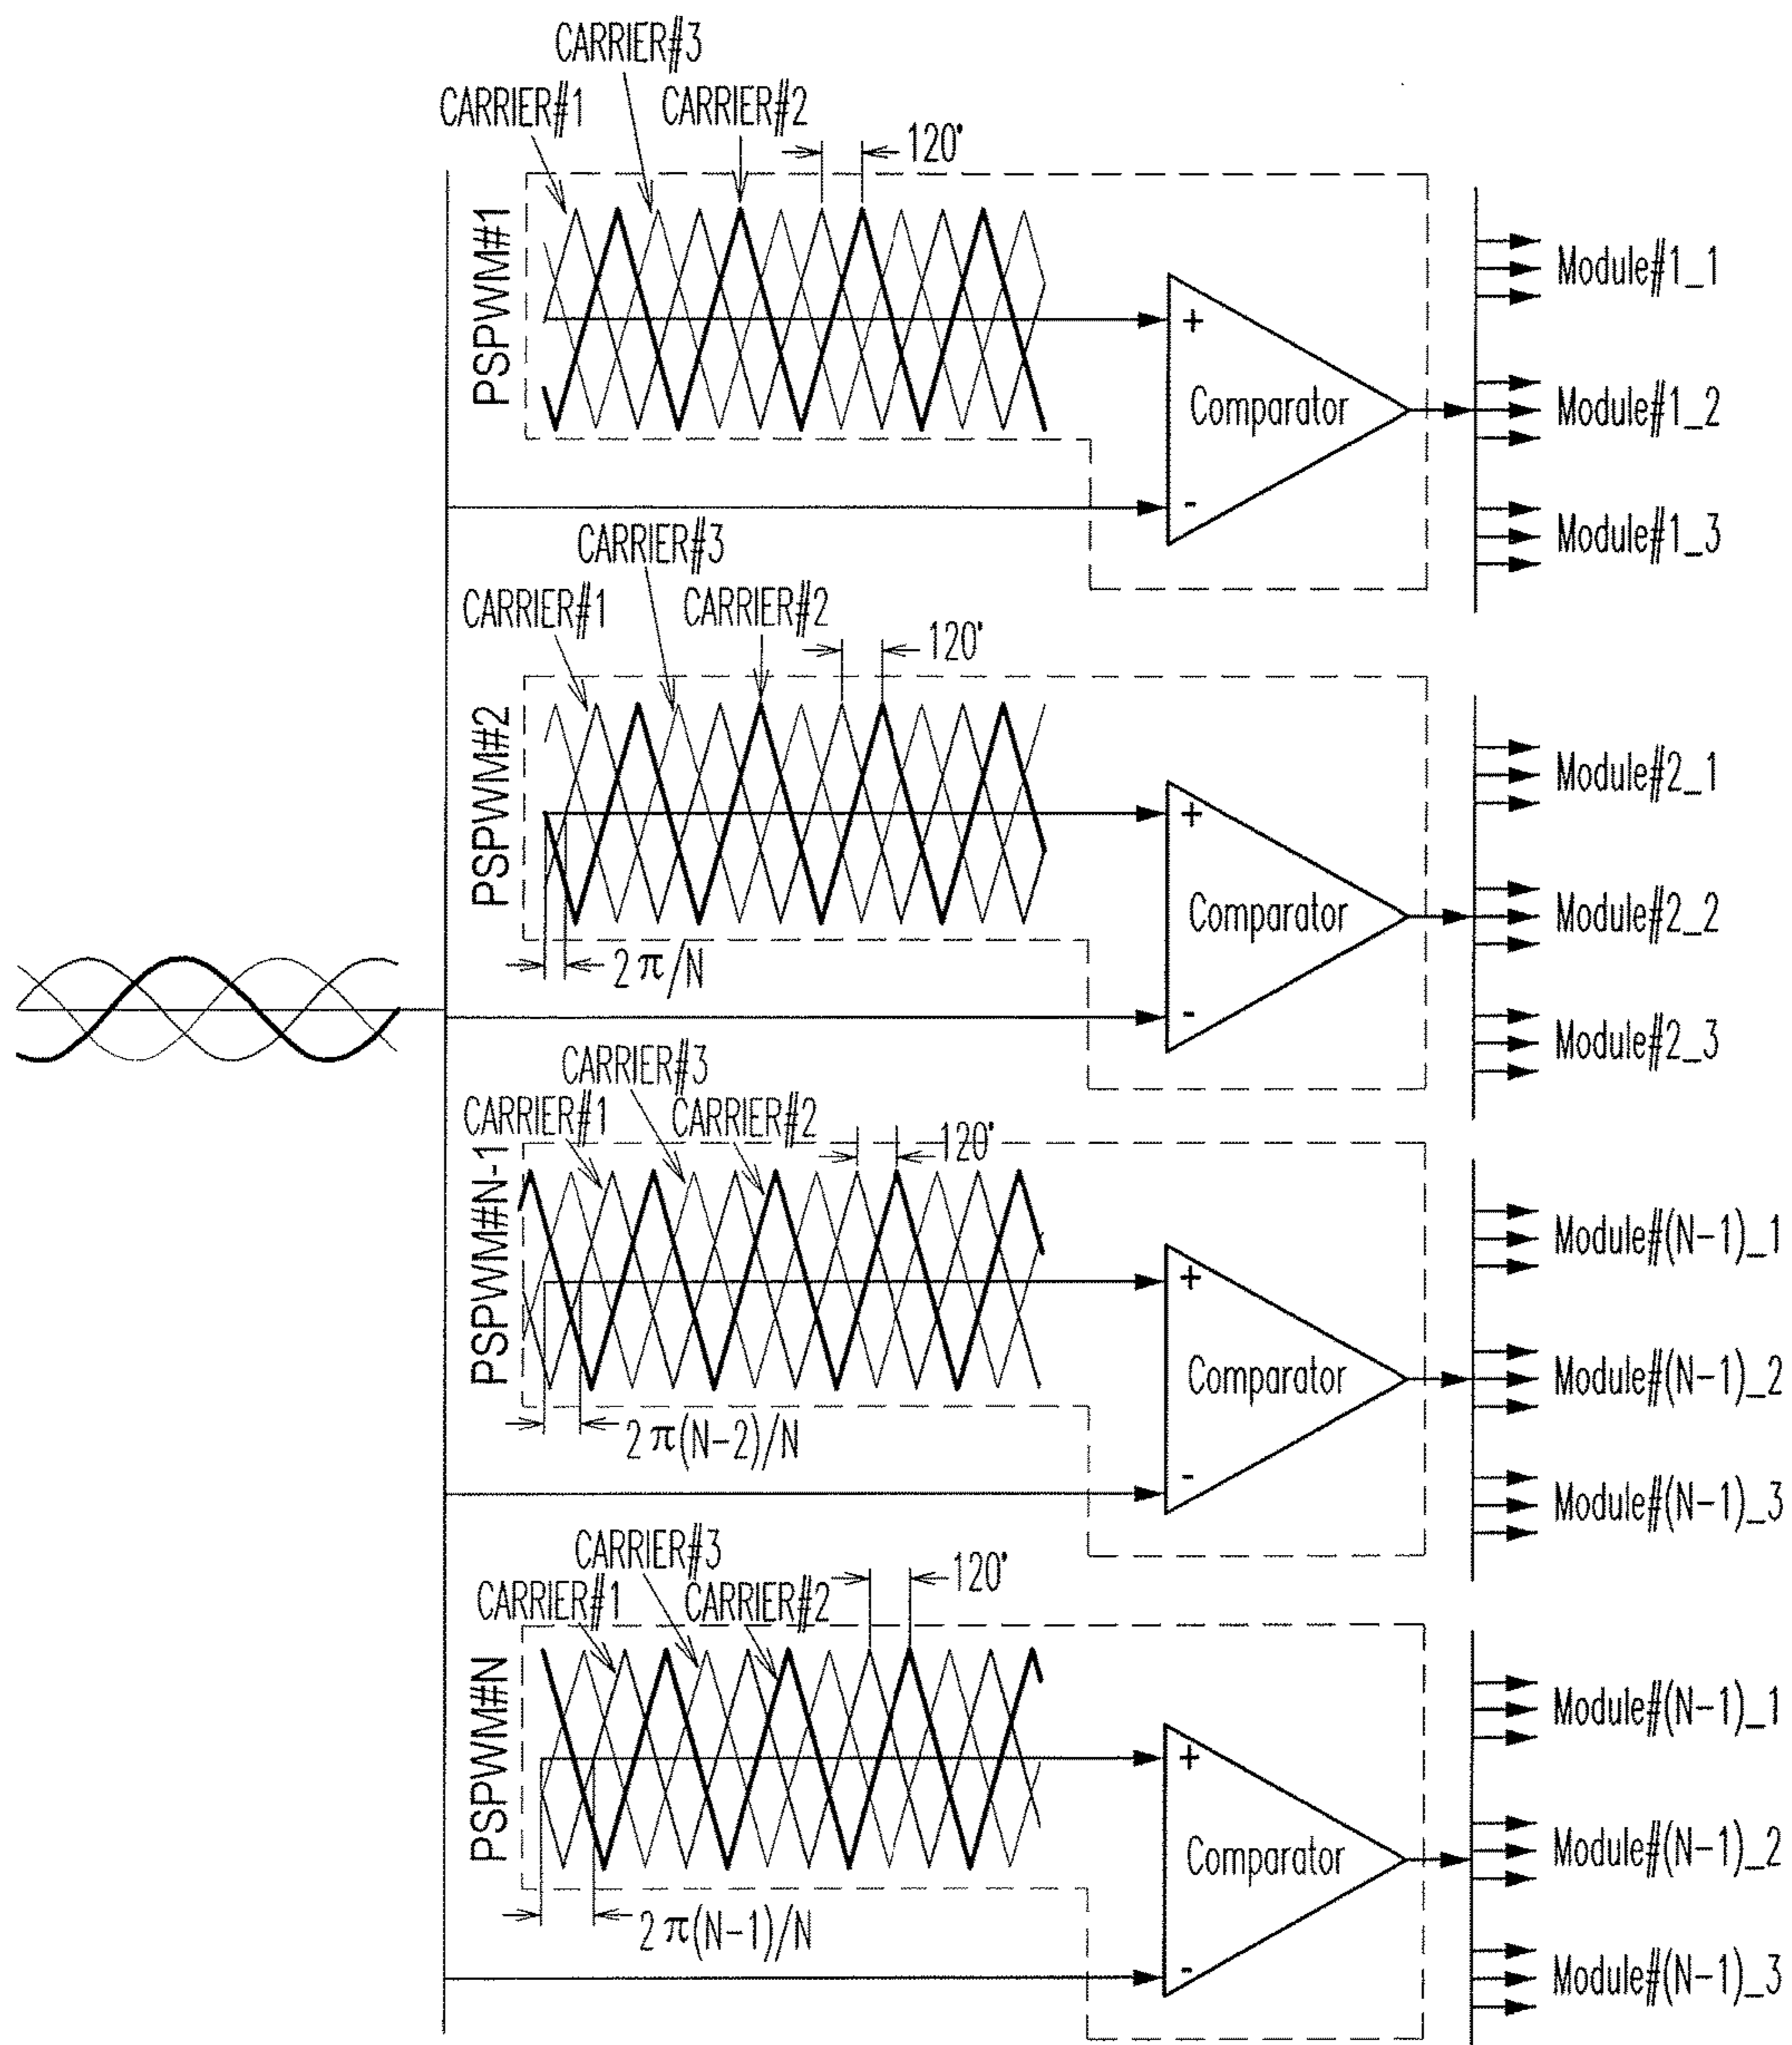 CARRIER#3
CARRIER#1
CARRIER#2
120°
PSPWM#1
+
Comparator
-
Module#1_1
Module#1_2
Module#1_3
CARRIER#3
CARRIER#1
CARRIER#2
120°
PSPWM#2
+
Comparator
-
2π/N
Module#2_1
Module#2_2
Module#2_3
CARRIER#3
CARRIER#1
CARRIER#2
120°
PSPWM#N-1
+
Comparator
-
2π(N-2)/N
Module#(N-1)_1
Module#(N-1)_2
Module#(N-1)_3
CARRIER#3
CARRIER#1
CARRIER#2
120°
PSPWM#N
+
Comparator
-
2π(N-1)/N
Module#(N-1)_1
Module#(N-1)_2
Module#(N-1)_3